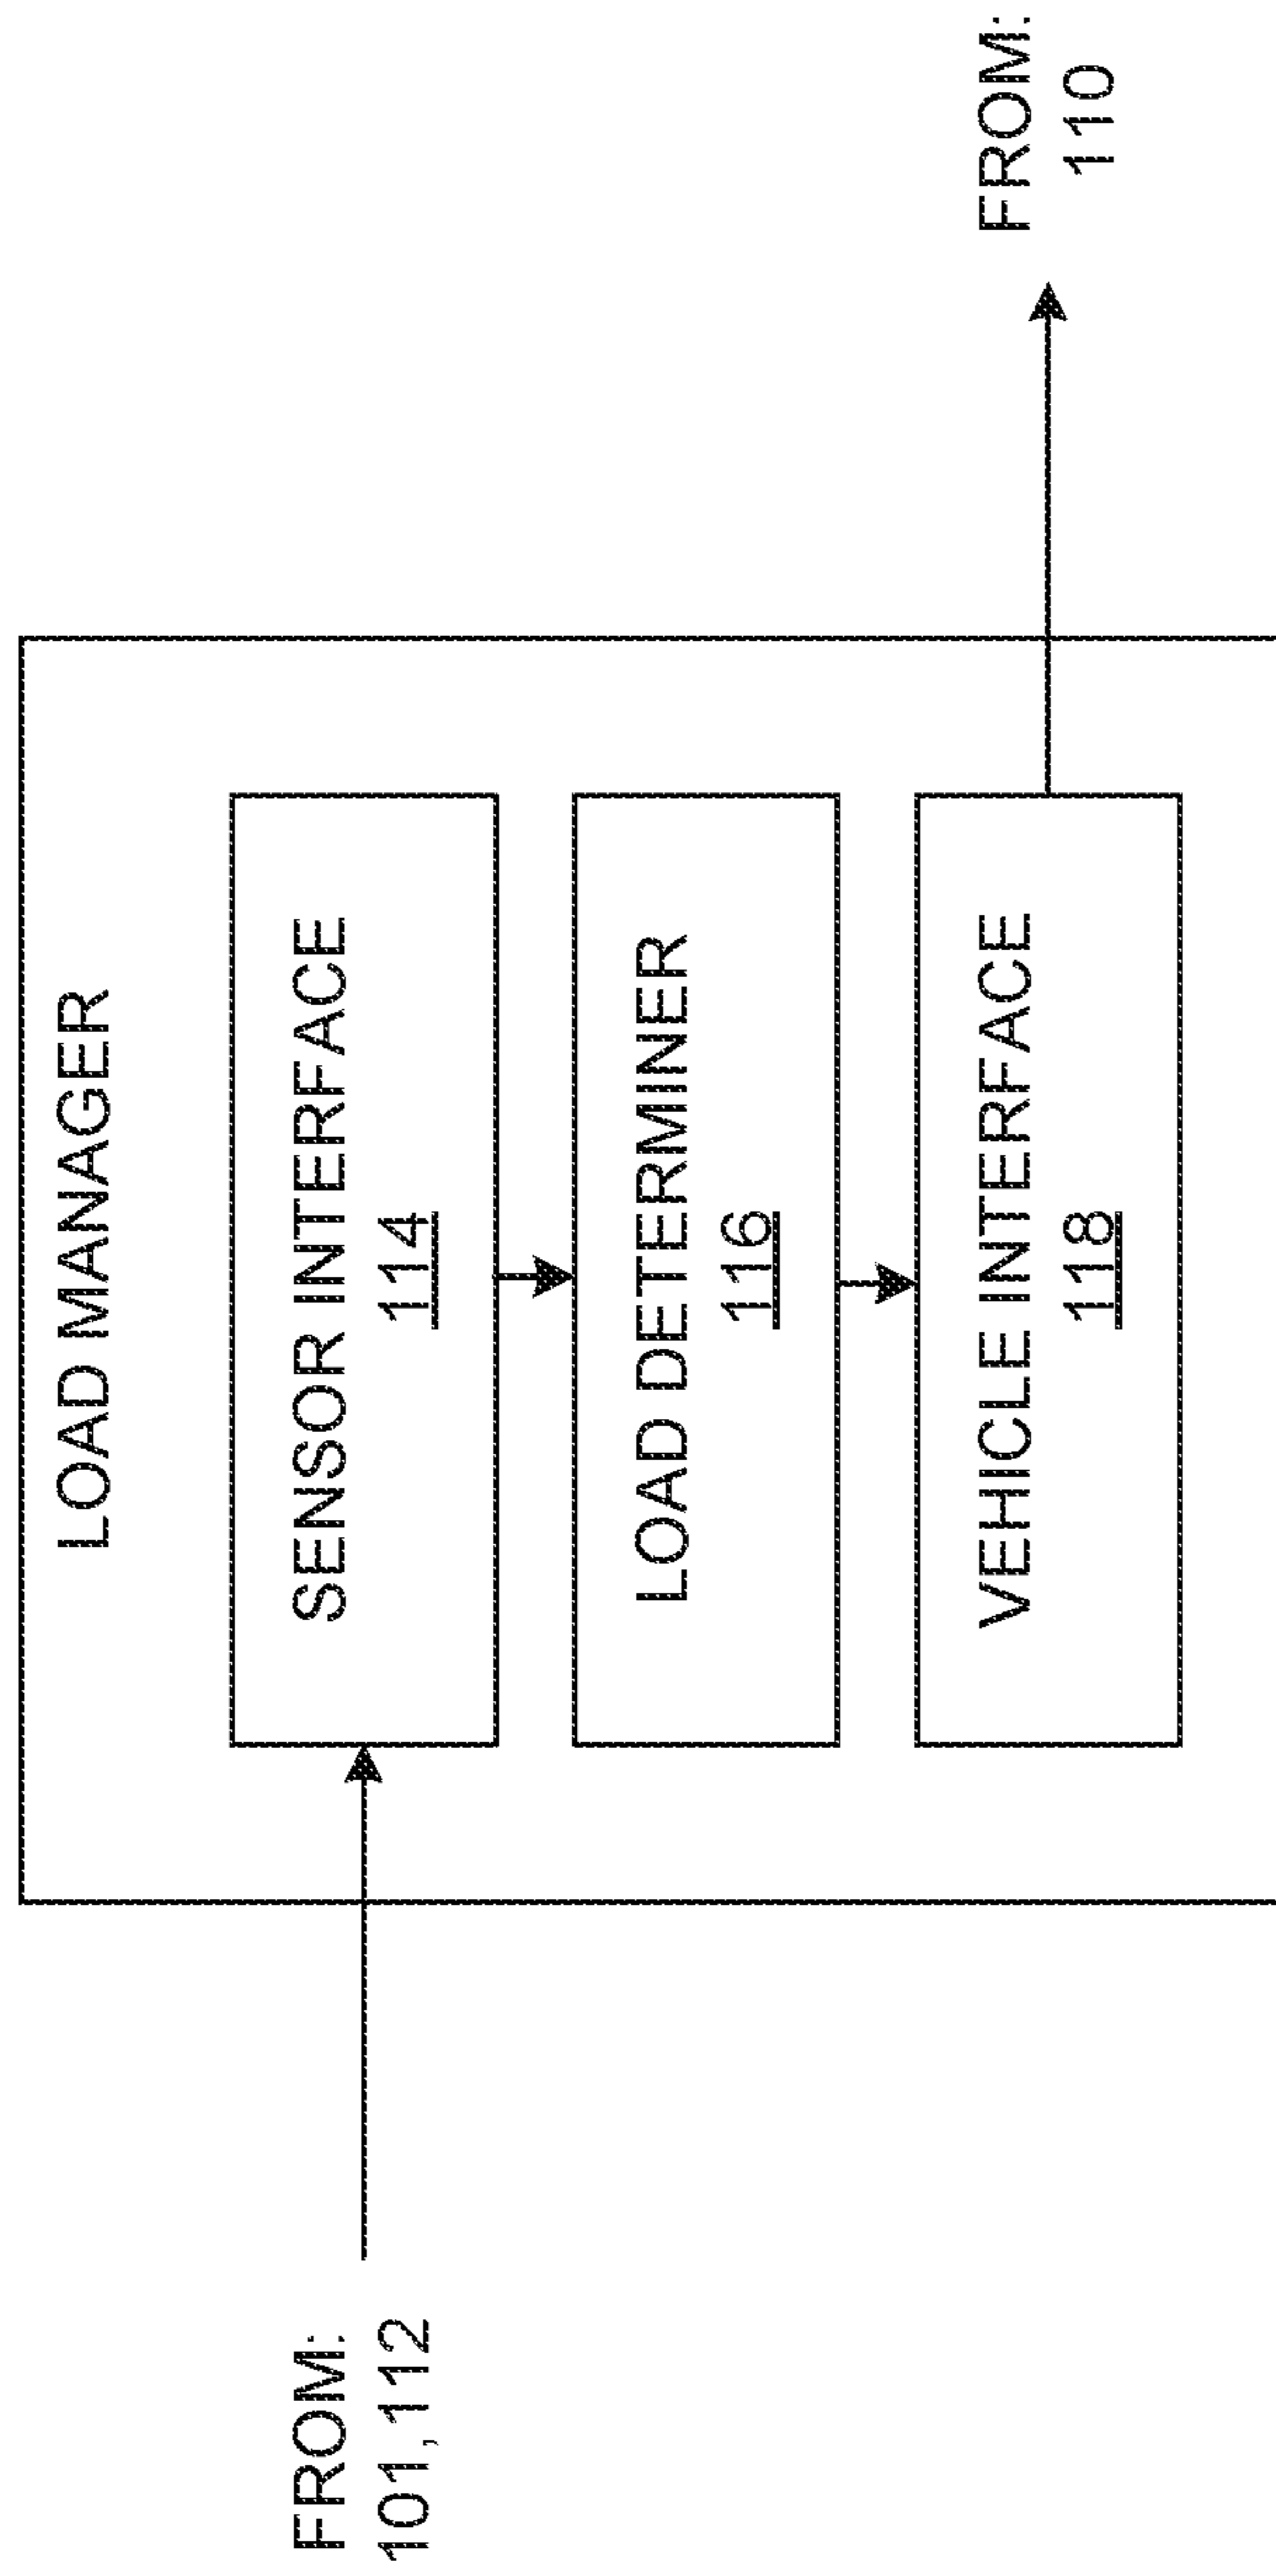 LOAD MANAGER
FROM:
101,112
SENSOR INTERFACE
114
LOAD DETERMINER
116
VEHICLE INTERFACE
118
FROM:
110